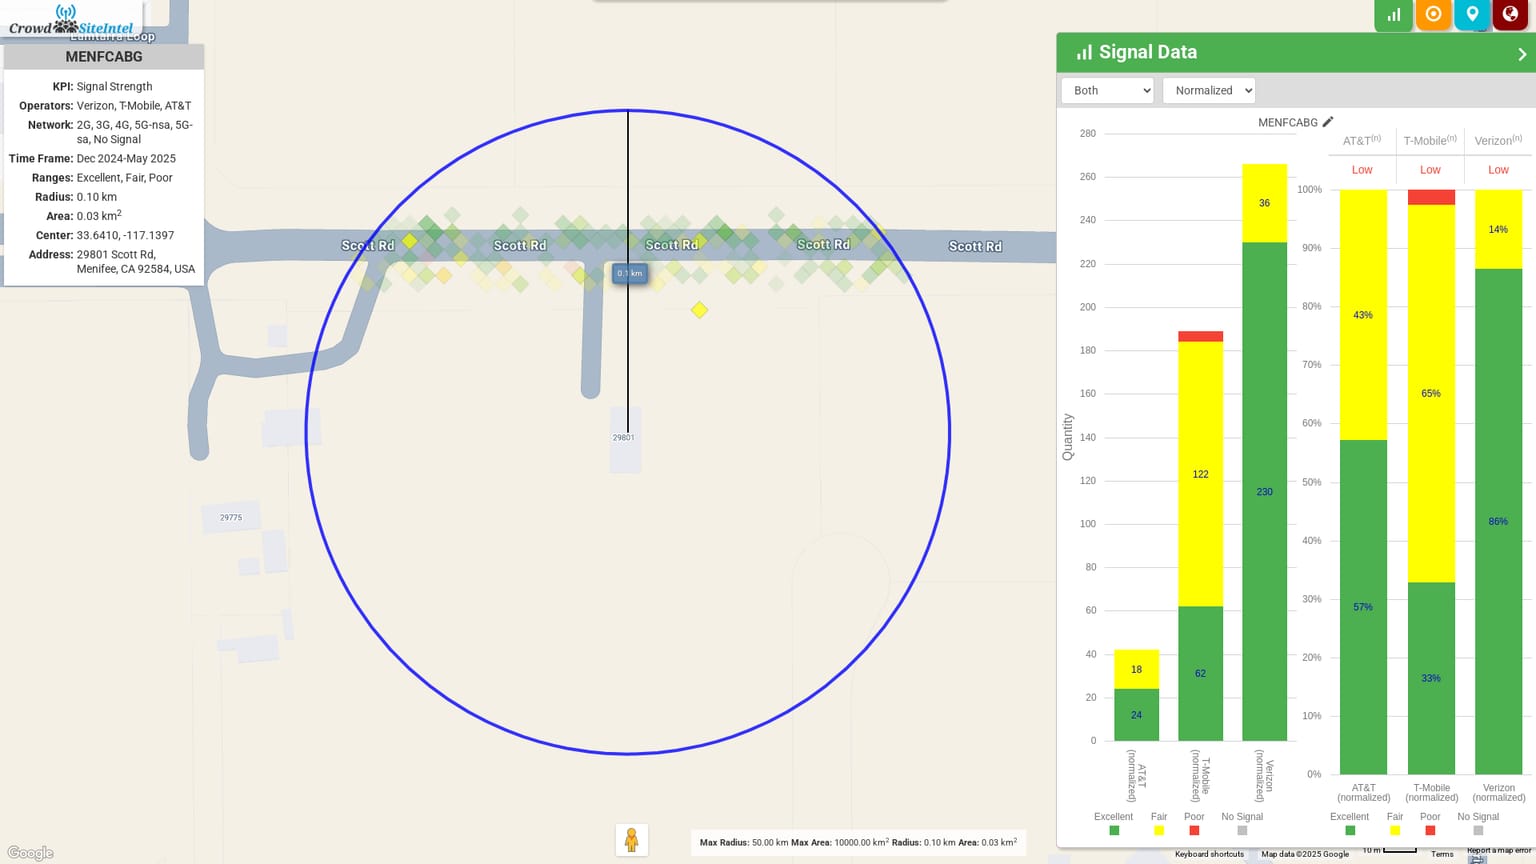 Crowd SiteIntel
Lamtarra Loop
MENFCABG
KPI: Signal Strength
Operators: Verizon, T-Mobile, AT&T
Network: 2G, 3G, 4G, 5G-nsa, 5G-
sa, No Signal
Time Frame: Dec 2024-May 2025
Ranges: Excellent, Fair, Poor
Radius: 0.10 km
Area: 0.03 km²
Center: 33.6410, -117.1397
Address: 29801 Scott Rd,
Menifee, CA 92584, USA
Scott Rd Scott Rd Scott Rd Scott Rd Scott Rd
0.1 km
29801
29775
Google
Max Radius: 50.00 km Max Area: 10000.00 km² Radius: 0.10 km Area: 0.03 km²
Signal Data
Both Normalized
MENFCABG
280
260
240
220
200
180
160
140
120
100
80
60
40
20
0
Quantity
36
230
122
62
18
24
AT&T
(normalized)
T-Mobile
(normalized)
Verizon
(normalized)
Excellent Fair Poor No Signal
AT&T(n) T-Mobile(n) Verizon(n)
Low Low Low
100%
90%
80%
70%
60%
50%
40%
30%
20%
10%
0%
43%
57%
65%
33%
14%
86%
AT&T
(normalized)
T-Mobile
(normalized)
Verizon
(normalized)
Excellent Fair Poor No Signal
Keyboard shortcuts Map data ©2025 Google 10 m Terms Report a map error